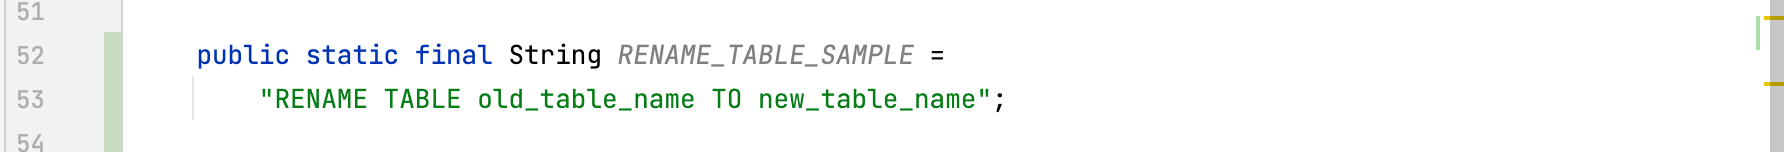 51
52 public static final String RENAME_TABLE_SAMPLE =
53 "RENAME TABLE old_table_name TO new_table_name";
54